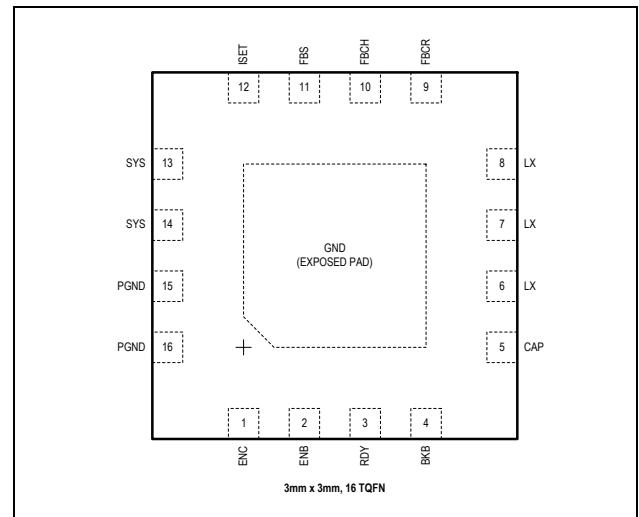 ISET FBS FBCH FBCR
12 11 10 9
SYS 13 8 LX
SYS 14 7 LX
GND
(EXPOSED PAD)
PGND 15 6 LX
PGND 16 5 CAP
1 2 3 4
ENC ENB RDY BKB
3mm x 3mm, 16 TQFN